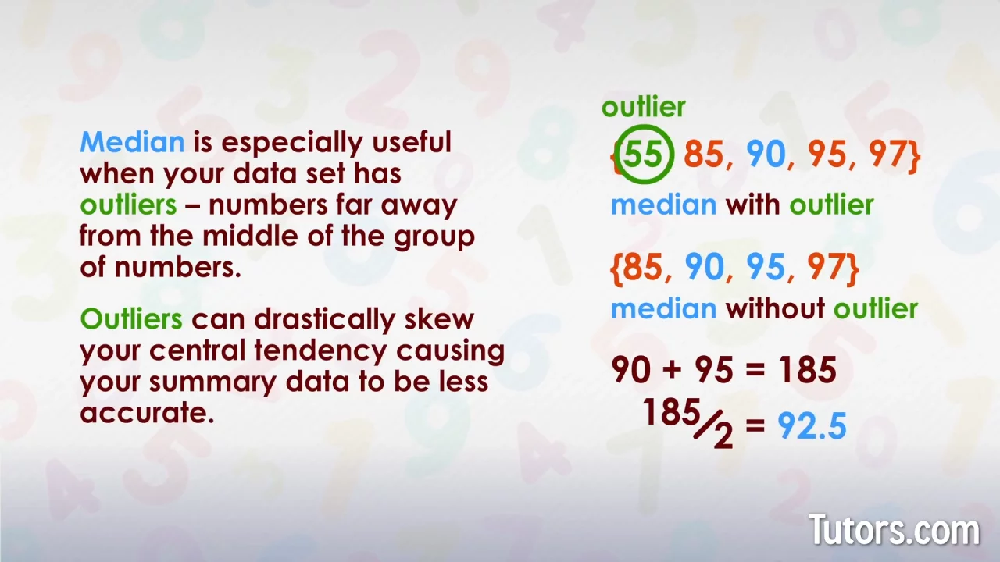 Median is especially useful
when your data set has
outliers – numbers far away
from the middle of the group
of numbers.
Outliers can drastically skew
your central tendency causing
your summary data to be less
accurate.
outlier
{55 85, 90, 95, 97}
median with outlier
{85, 90, 95, 97}
median without outlier
90 + 95 = 185
185/2 = 92.5
Tutors.com